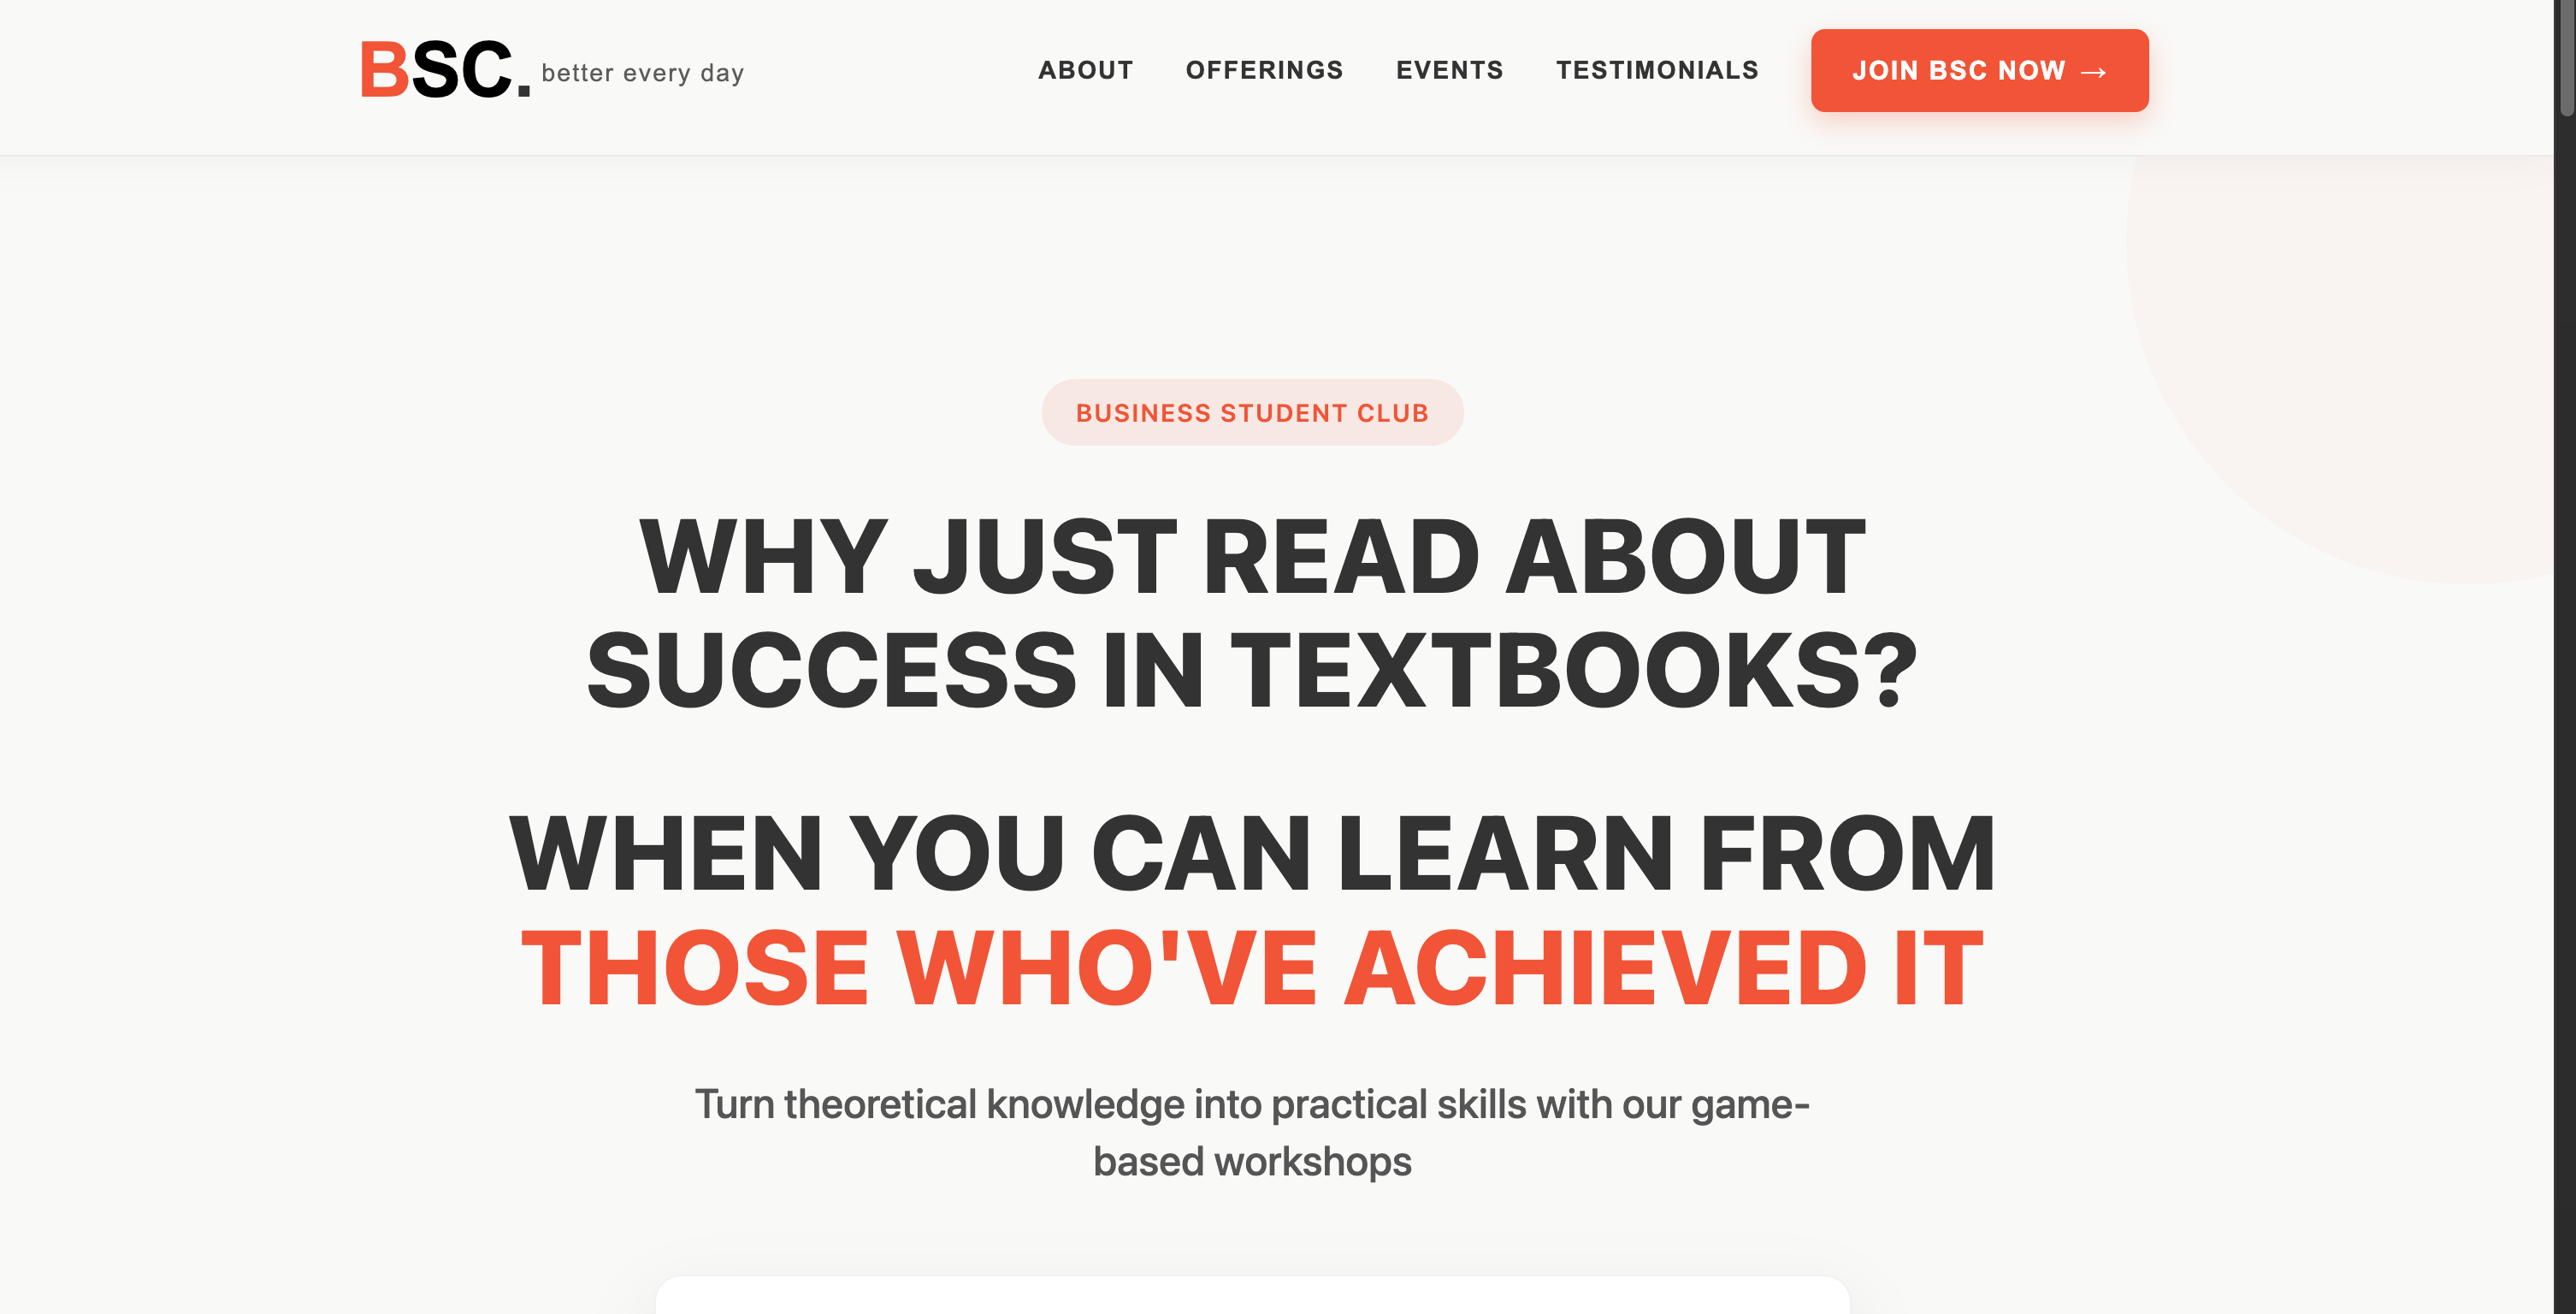 BSC. better every day
ABOUT OFFERINGS EVENTS TESTIMONIALS JOIN BSC NOW →
BUSINESS STUDENT CLUB
WHY JUST READ ABOUT
SUCCESS IN TEXTBOOKS?
WHEN YOU CAN LEARN FROM
THOSE WHO'VE ACHIEVED IT
Turn theoretical knowledge into practical skills with our game-
based workshops